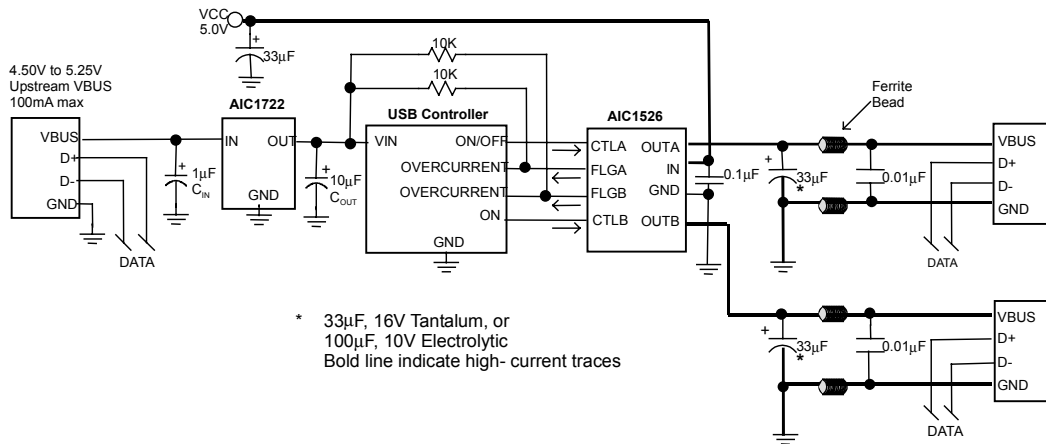 VCC
5.0V
+
33µF
10K
10K
4.50V to 5.25V
Upstream VBUS
100mA max
VBUS
D+
D-
GND
DATA
+
1µF
CIN
AIC1722
IN
OUT
GND
+
10µF
COUT
USB Controller
VIN
ON/OFF
OVERCURRENT
OVERCURRENT
ON
GND
AIC1526
CTLA
FLGA
FLGB
CTLB
OUTA
IN
GND
OUTB
0.1µF
Ferrite
Bead
+
33µF
*
0.01µF
VBUS
D+
D-
GND
DATA
+
33µF
*
0.01µF
VBUS
D+
D-
GND
DATA
* 33µF, 16V Tantalum, or
100µF, 10V Electrolytic
Bold line indicate high- current traces